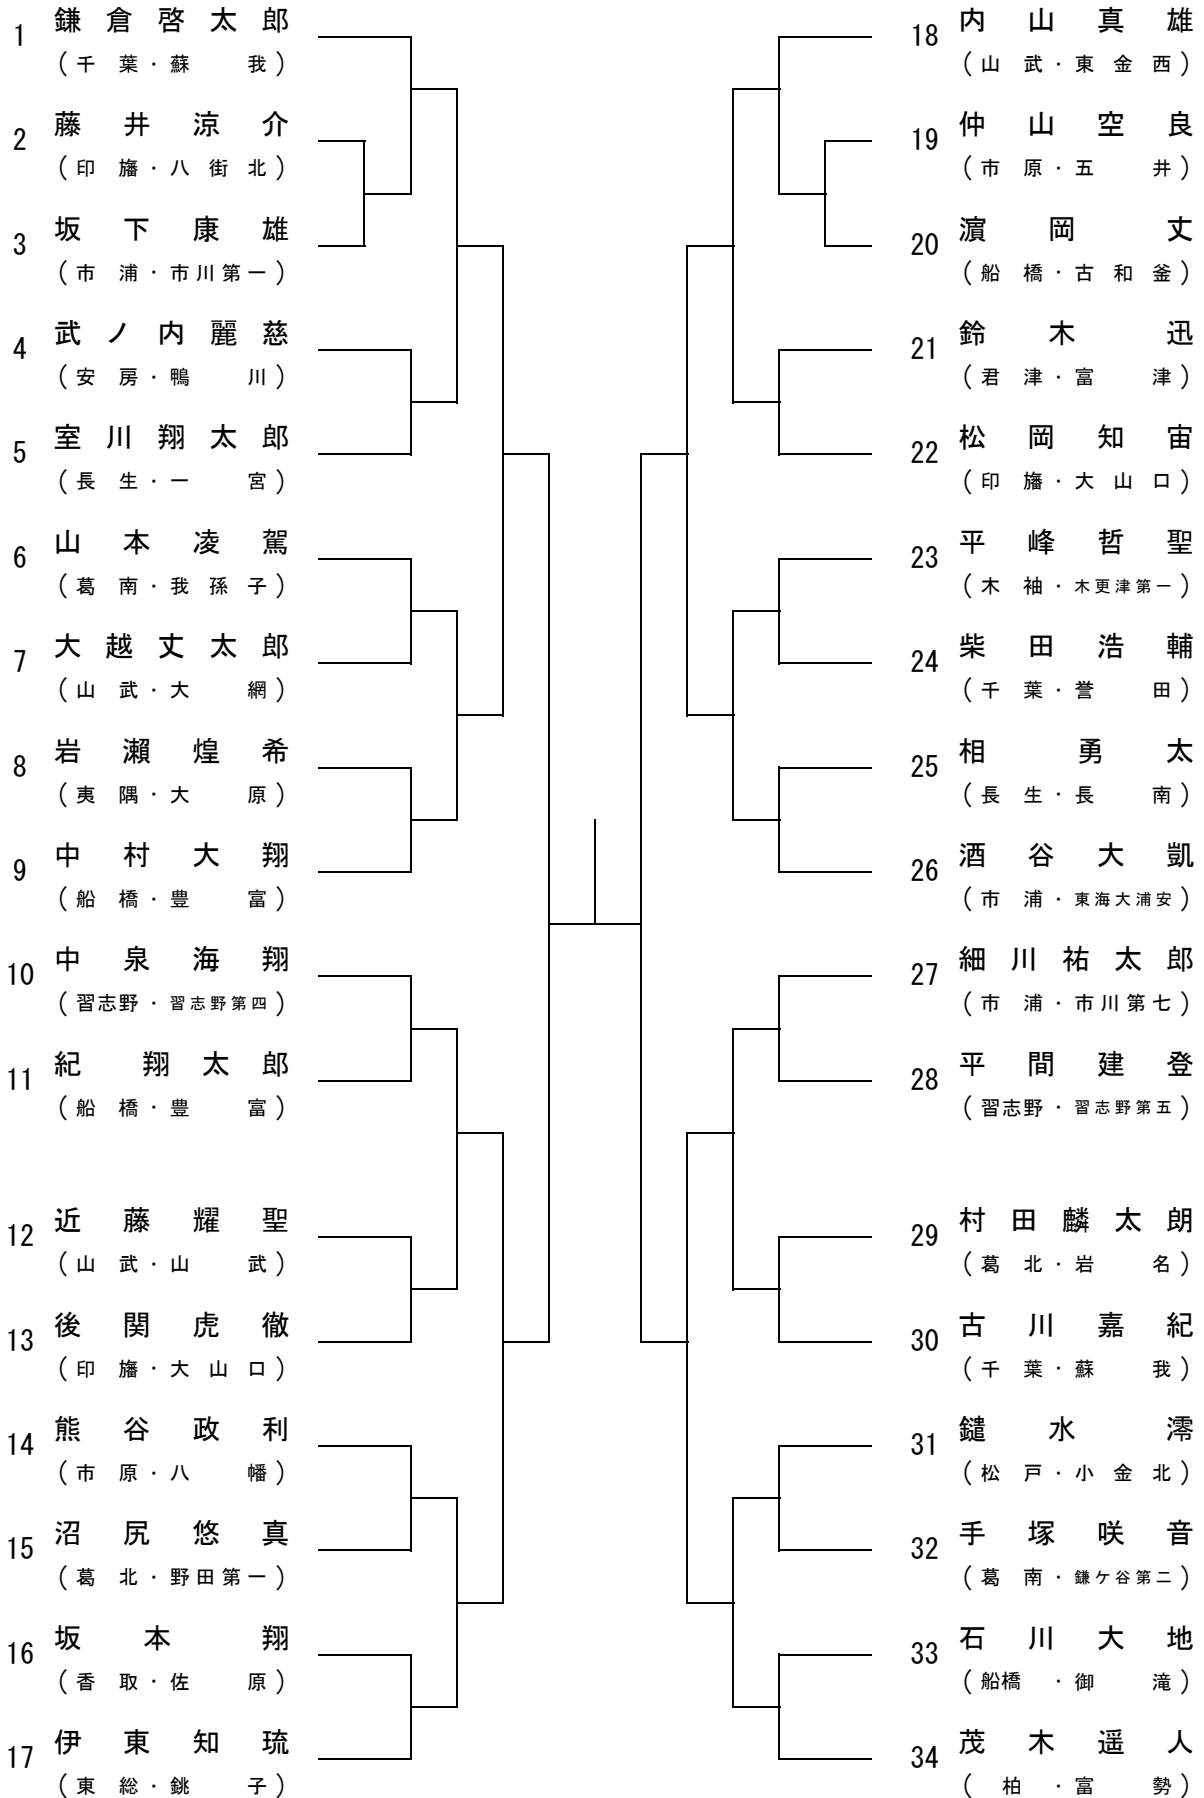 1 鎌倉啓太郎
(千葉・蘇我)
2 藤井涼介
(印旛・八街北)
3 坂下康雄
(市浦・市川第一)
4 武ノ内麗慈
(安房・鴨川)
5 室川翔太郎
(長生・一宮)
6 山本凌駕
(葛南・我孫子)
7 大越丈太郎
(山武・大網)
8 岩瀬煌希
(夷隅・大原)
9 中村大翔
(船橋・豊富)
10 中泉海翔
(習志野・習志野第四)
11 紀翔太郎
(船橋・豊富)
12 近藤耀聖
(山武・山武)
13 後関虎徹
(印旛・大山口)
14 熊谷政利
(市原・八幡)
15 沼尻悠真
(葛北・野田第一)
16 坂本翔
(香取・佐原)
17 伊東知琉
(東総・銚子)
18 内山真雄
(山武・東金西)
19 仲山空良
(市原・五井)
20 濵岡丈
(船橋・古和釜)
21 鈴木迅
(君津・富津)
22 松岡知宙
(印旛・大山口)
23 平峰哲聖
(木袖・木更津第一)
24 柴田浩輔
(千葉・誉田)
25 相勇太
(長生・長南)
26 酒谷大凱
(市浦・東海大浦安)
27 細川祐太郎
(市浦・市川第七)
28 平間建登
(習志野・習志野第五)
29 村田麟太朗
(葛北・岩名)
30 古川嘉紀
(千葉・蘇我)
31 鑓水澪
(松戸・小金北)
32 手塚咲音
(葛南・鎌ケ谷第二)
33 石川大地
(船橋・御滝)
34 茂木遥人
(柏・富勢)